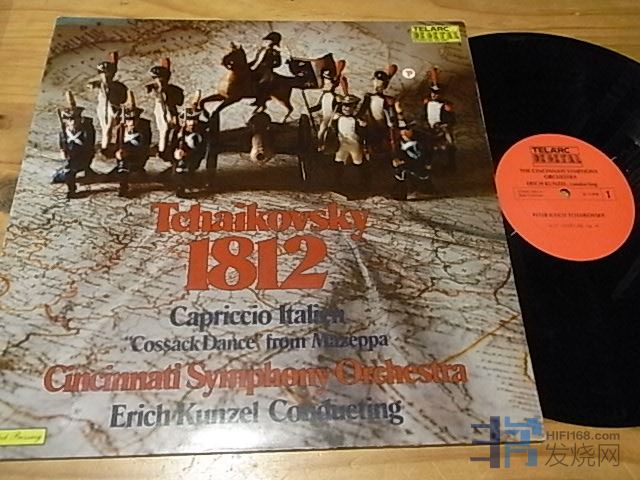 TELARC
DIGITAL
Tchaikovsky
1812
Capriccio Italien
"Cossack Dance" from Mazeppa
Cincinnati Symphony Orchestra
Erich Kunzel Conducting
TELARC
DIGITAL
THE CINCINNATI SYMPHONY
ORCHESTRA
ERICH KUNZEL, conducting
1
PETER ILYICH TCHAIKOVSKY
HIFI168.com
发烧网